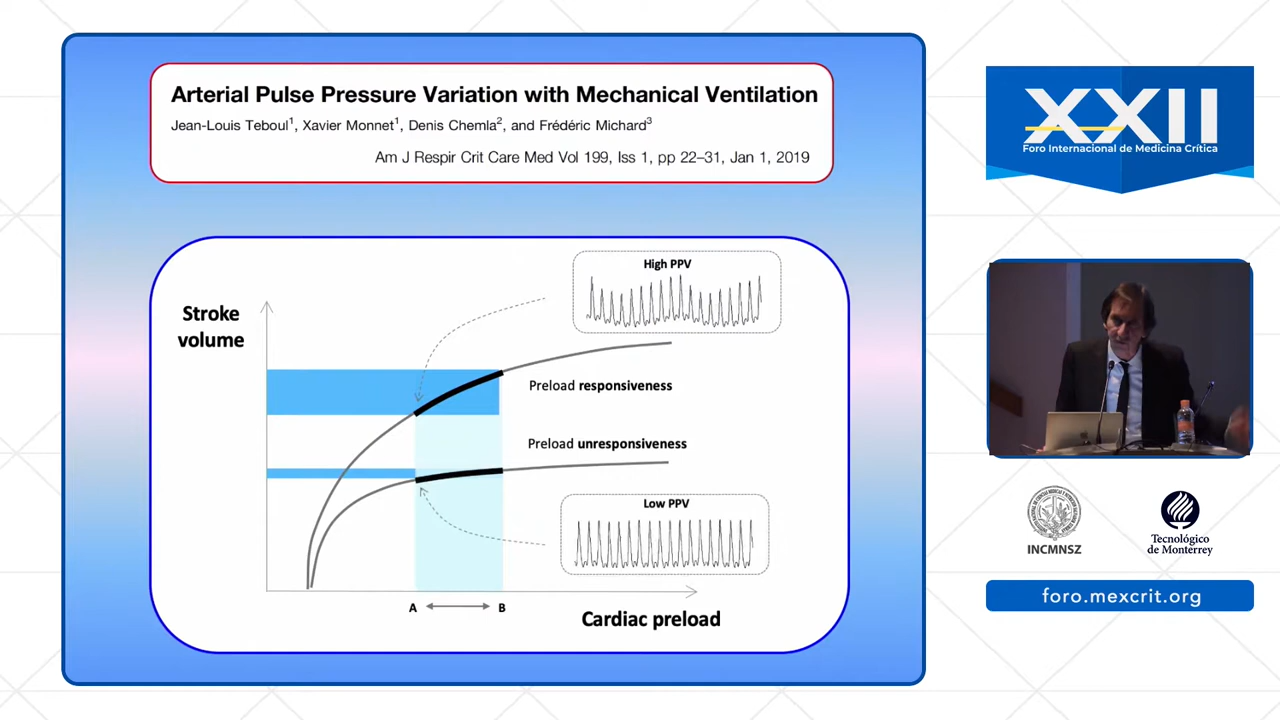 Arterial Pulse Pressure Variation with Mechanical Ventilation
Jean-Louis Teboul1, Xavier Monnet1, Denis Chemla2, and Frédéric Michard3
Am J Respir Crit Care Med Vol 199, Iss 1, pp 22–31, Jan 1, 2019
High PPV
Stroke
volume
Preload responsiveness
Preload unresponsiveness
Low PPV
A
B
Cardiac preload
XXII
Foro Internacional de Medicina Crítica
INCMNSZ
Tecnológico
de Monterrey
foro.mexcrit.org